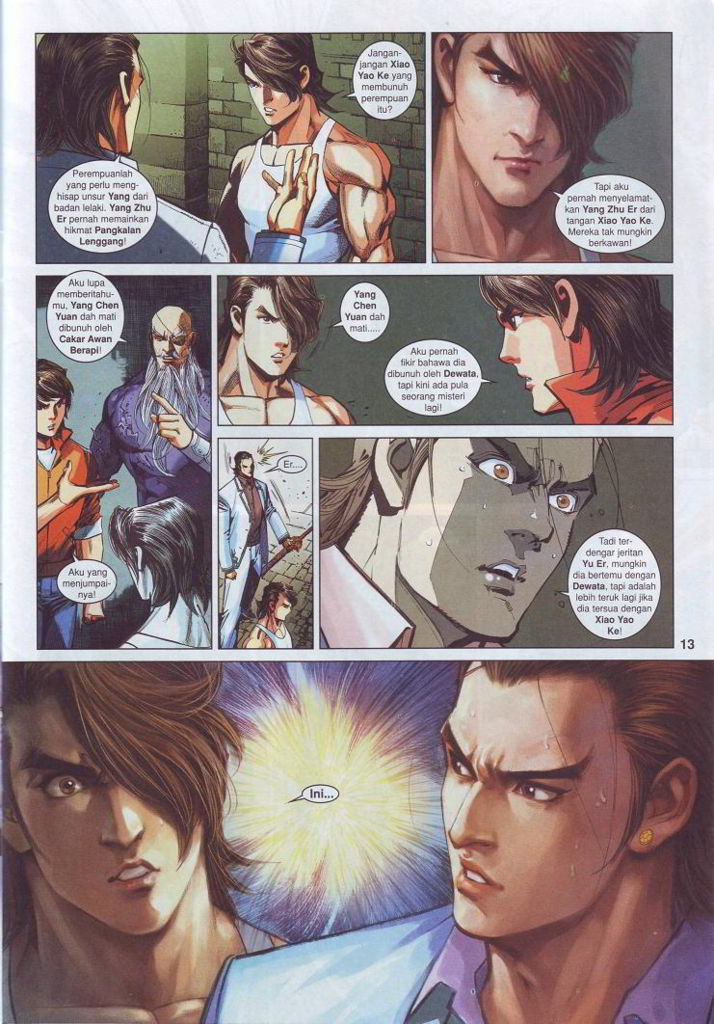 Jangan-
jangan Xiao
Yao Ke yang
membunuh
perempuan
itu?
Perempuanlah
yang perlu meng-
hisap unsur Yang dari
badan lelaki. Yang Zhu
Er pernah memainkan
hikmat Pangkalan
Lenggang!
Tapi aku
pernah menyelamat-
kan Yang Zhu Er dari
tangan Xiao Yao Ke.
Mereka tak mungkin
berkawan!
Aku lupa
memberitahu-
mu, Yang Chen
Yuan dah mati
dibunuh oleh
Cakar Awan
Berapi!
Aku yang
menjumpai-
nya!
Yang
Chen
Yuan dah
mati.....
Aku pernah
fikir bahawa dia
dibunuh oleh Dewata,
tapi kini ada pula
seorang misteri
lagi!
Er....
Tadi ter-
dengar jeritan
Yu Er, mungkin
dia bertemu dengan
Dewata, tapi adalah
lebih teruk lagi jika
dia tersua dengan
Xiao Yao
Ke!
13
Ini...